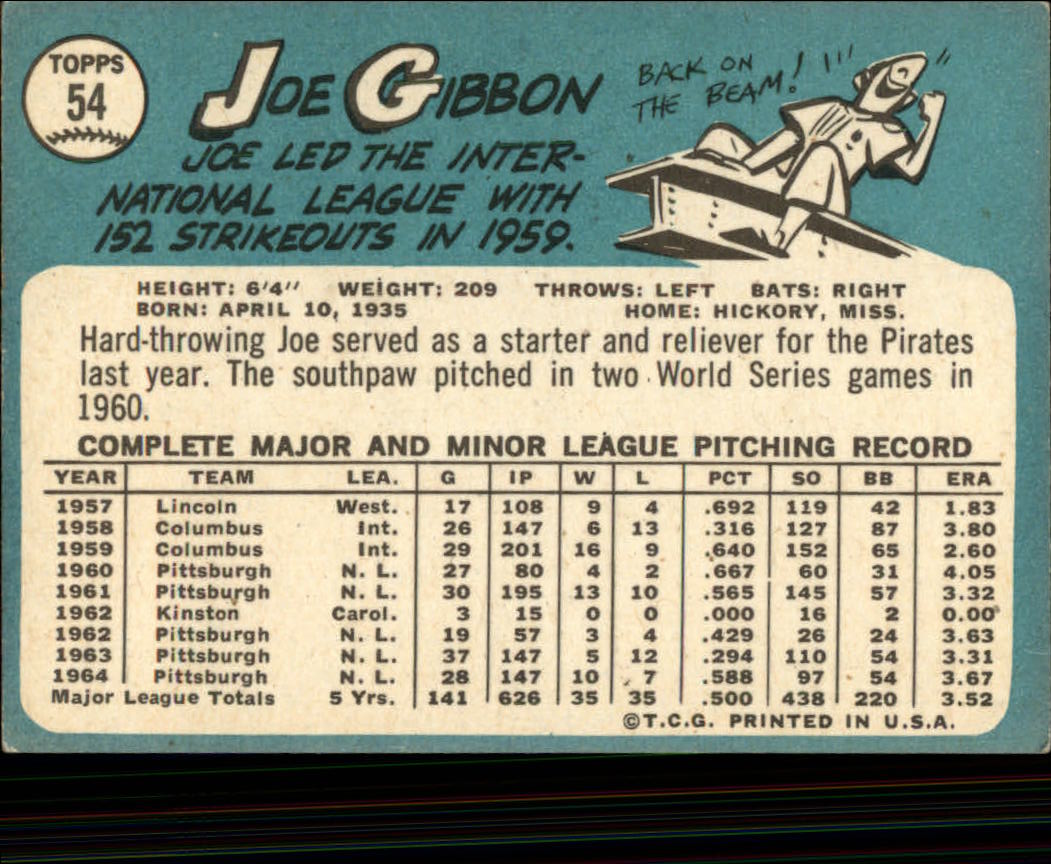 TOPPS
54
JOE GIBBON
BACK ON
THE BEAM!
JOE LED THE INTER-
NATIONAL LEAGUE WITH
152 STRIKEOUTS IN 1959.
HEIGHT: 6'4" WEIGHT: 209 THROWS: LEFT BATS: RIGHT
BORN: APRIL 10, 1935 HOME: HICKORY, MISS.
Hard-throwing Joe served as a starter and reliever for the Pirates
last year. The southpaw pitched in two World Series games in
1960.
COMPLETE MAJOR AND MINOR LEAGUE PITCHING RECORD
YEAR TEAM LEA. G IP W L PCT SO BB ERA
1957 Lincoln West. 17 108 9 4 .692 119 42 1.83
1958 Columbus Int. 26 147 6 13 .316 127 87 3.80
1959 Columbus Int. 29 201 16 9 .640 152 65 2.60
1960 Pittsburgh N. L. 27 80 4 2 .667 60 31 4.05
1961 Pittsburgh N. L. 30 195 13 10 .565 145 57 3.32
1962 Kinston Carol. 3 15 0 0 .000 16 2 0.00
1962 Pittsburgh N. L. 19 57 3 4 .429 26 24 3.63
1963 Pittsburgh N. L. 37 147 5 12 .294 110 54 3.31
1964 Pittsburgh N. L. 28 147 10 7 .588 97 54 3.67
Major League Totals 5 Yrs. 141 626 35 35 .500 438 220 3.52
©T.C.G. PRINTED IN U.S.A.